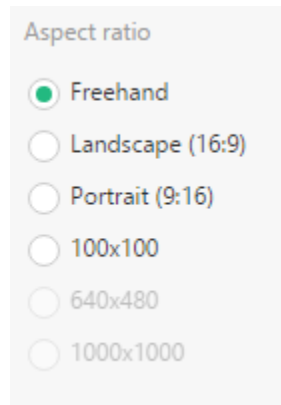 Aspect ratio
Freehand
Landscape (16:9)
Portrait (9:16)
100x100
640x480
1000x1000